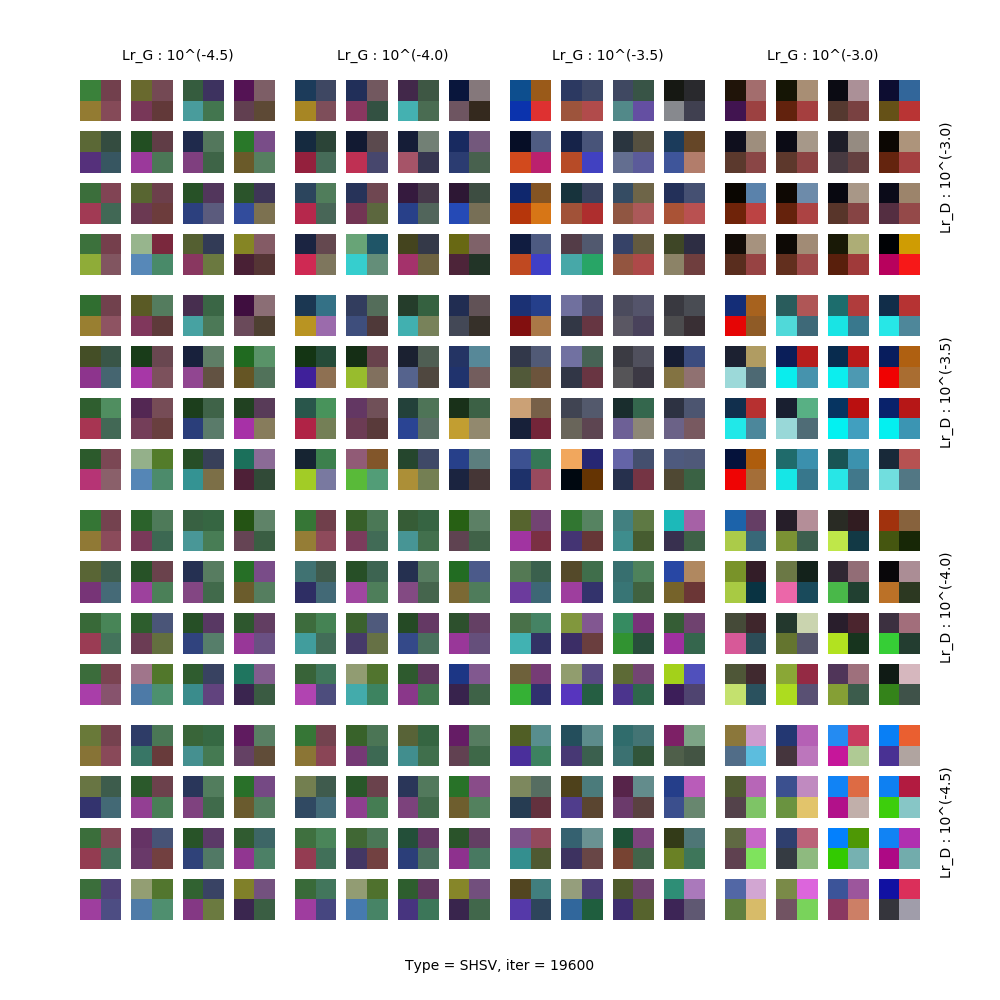 Lr_G : 10^(-4.5)
Lr_G : 10^(-4.0)
Lr_G : 10^(-3.5)
Lr_G : 10^(-3.0)
Lr_D : 10^(-3.0)
Lr_D : 10^(-3.5)
Lr_D : 10^(-4.0)
Lr_D : 10^(-4.5)
Type = SHSV, iter = 19600